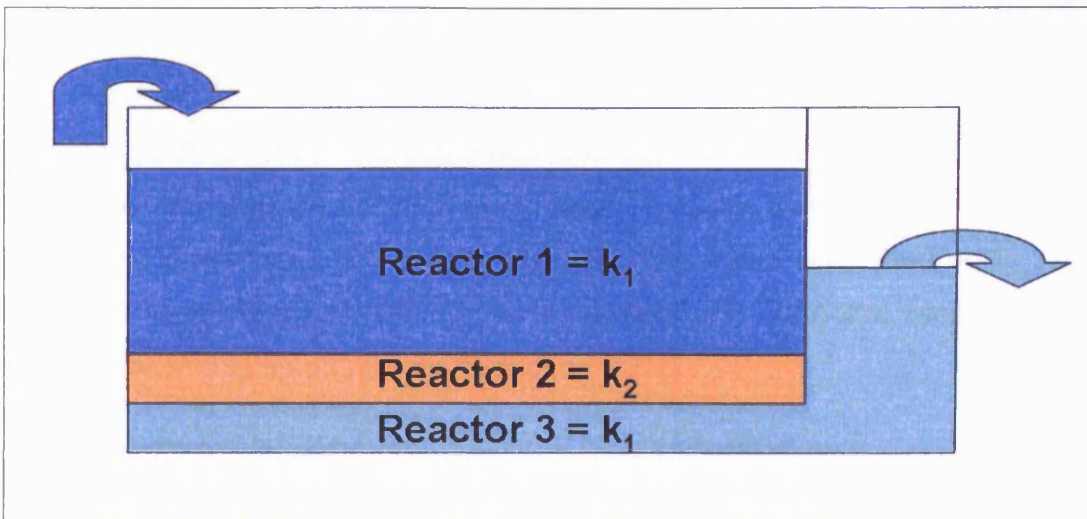 Reactor 1 = k₁
Reactor 2 = k₂
Reactor 3 = k₁